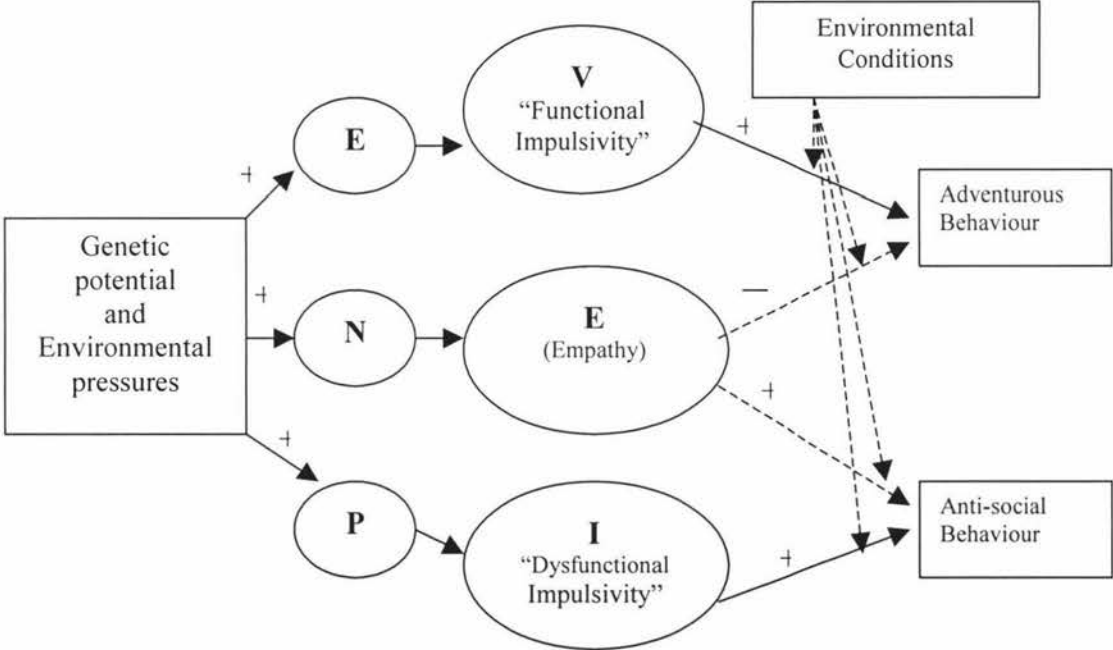 Environmental
Conditions
V
“Functional
Impulsivity”
E
+
+
Adventurous
Behaviour
Genetic
potential
and
Environmental
pressures
+
N
E
(Empathy)
—
+
+
P
I
“Dysfunctional
Impulsivity”
+
Anti-social
Behaviour